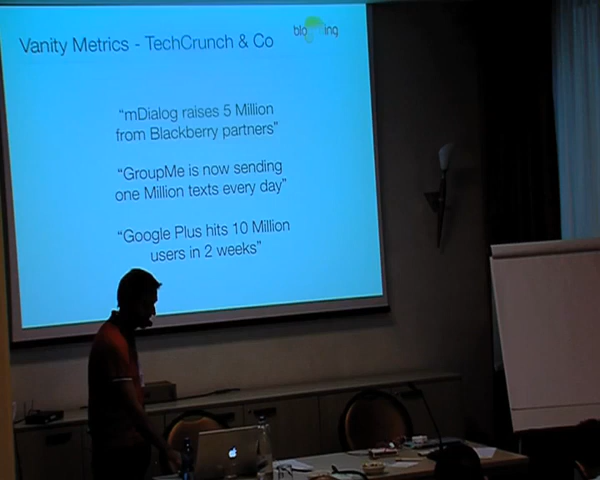 Vanity Metrics - TechCrunch & Co
“mDialog raises 5 Million
from Blackberry partners”
“GroupMe is now sending
one Million texts every day”
“Google Plus hits 10 Million
users in 2 weeks”